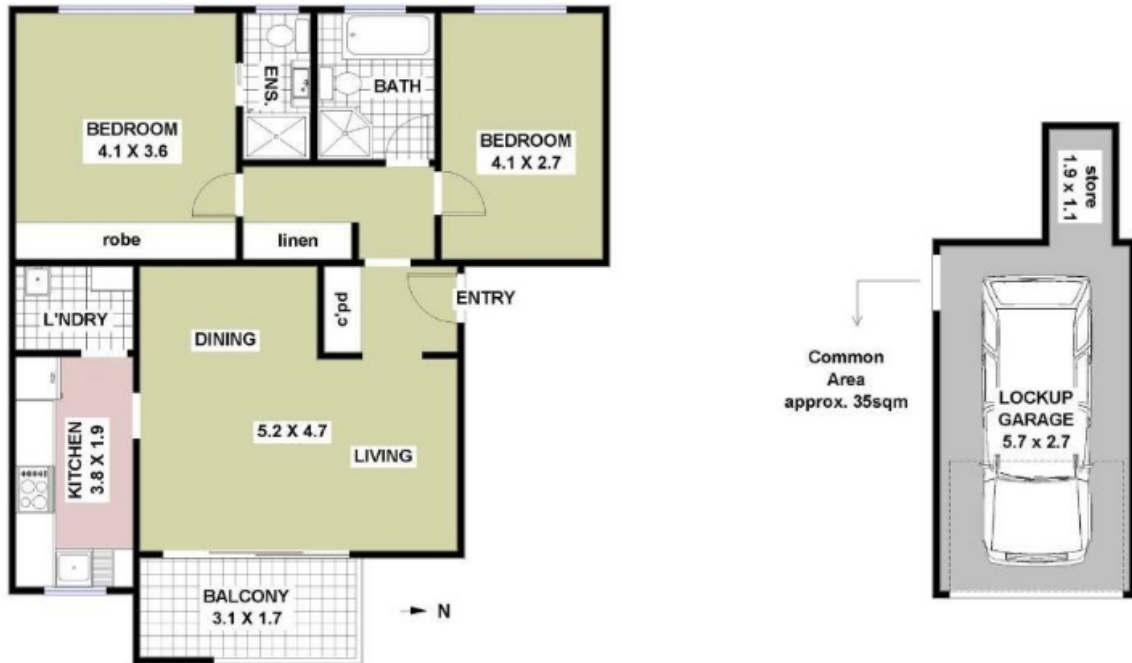 BEDROOM
4.1 X 3.6
ENS.
BATH
BEDROOM
4.1 X 2.7
robe
linen
L'NDRY
DINING
c'pd
ENTRY
KITCHEN
3.8 X 1.9
5.2 X 4.7
LIVING
BALCONY
3.1 X 1.7
N
store
1.9 x 1.1
Common
Area
approx. 35sqm
LOCKUP
GARAGE
5.7 x 2.7